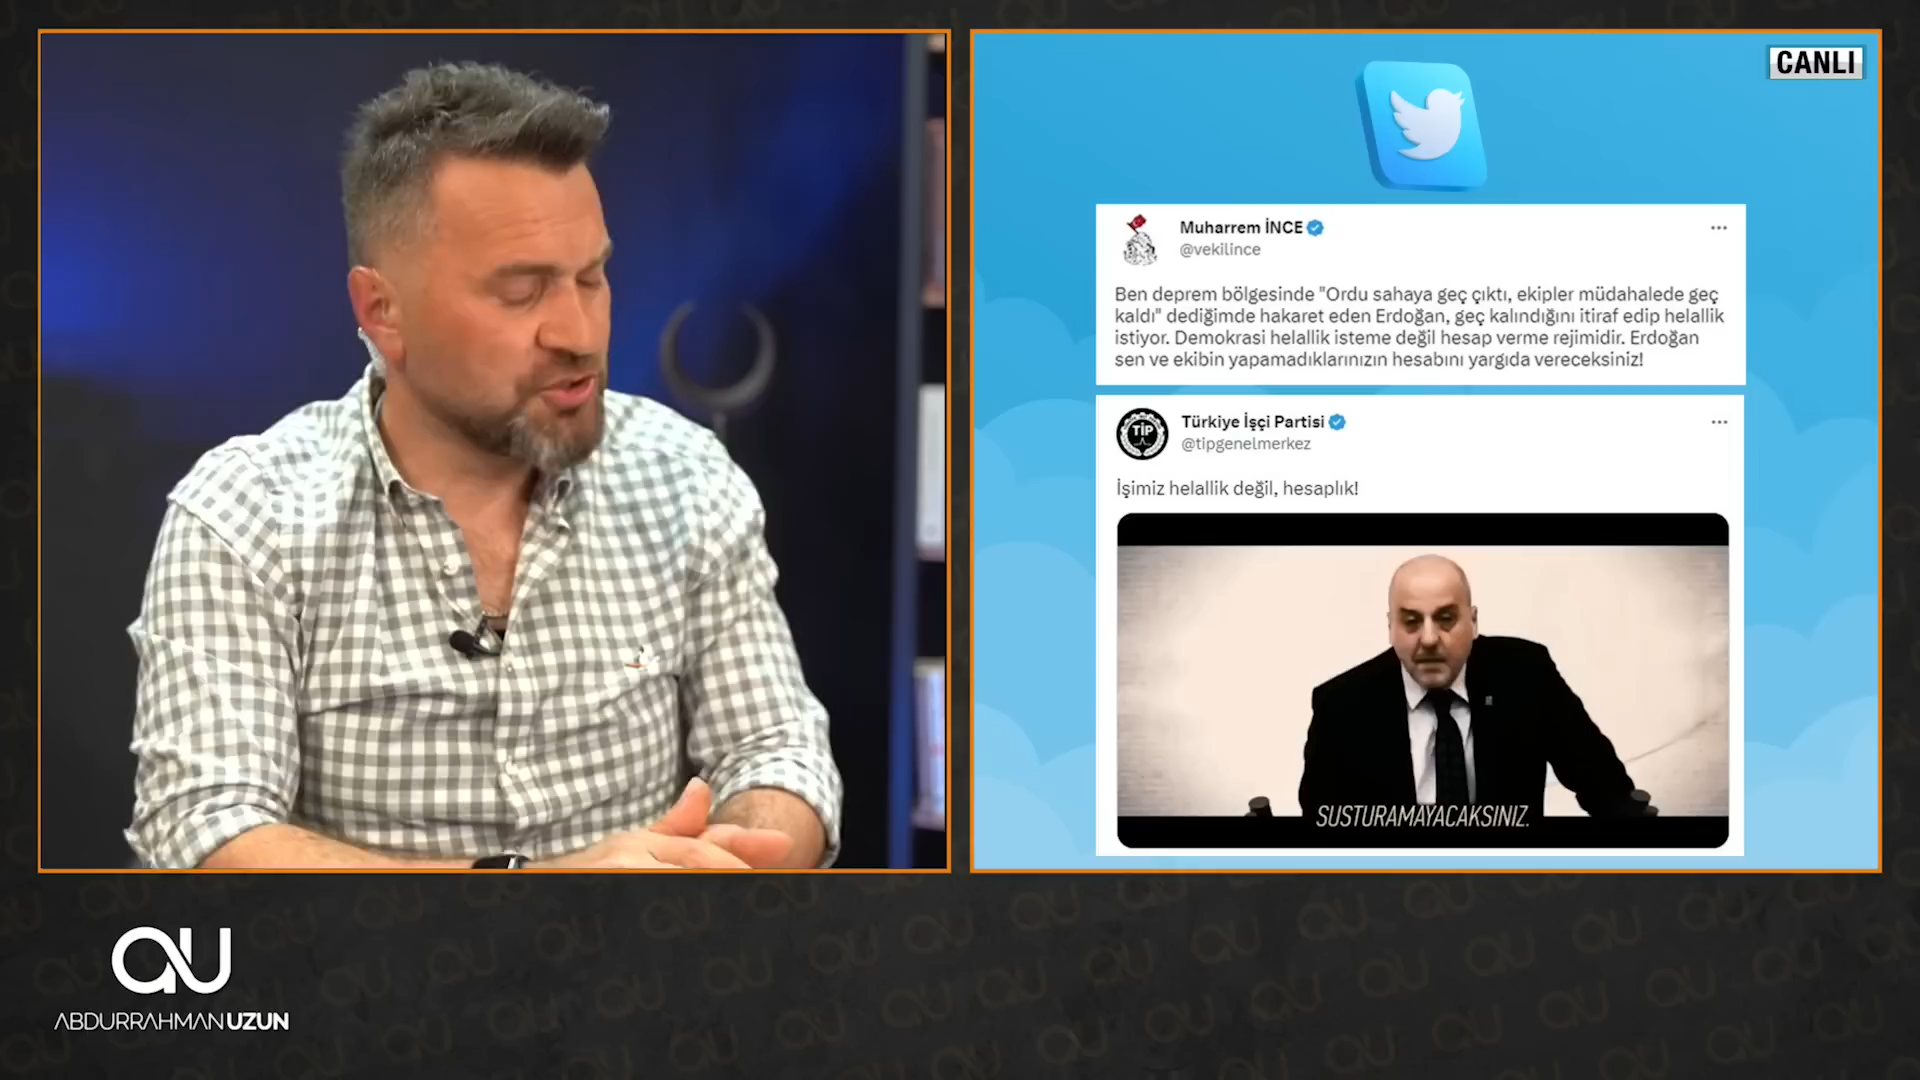 CANLI
Muharrem İNCE
@vekilince
Ben deprem bölgesinde "Ordu sahaya geç çıktı, ekipler müdahalede geç
kaldı" dediğimde hakaret eden Erdoğan, geç kalındığını itiraf edip helallik
istiyor. Demokrasi helallik isteme değil hesap verme rejimidir. Erdoğan
sen ve ekibin yapamadıklarınızın hesabını yargıda vereceksiniz!
TİP
Türkiye İşçi Partisi
@tipgenelmerkez
İşimiz helallik değil, hesaplık!
SUSTURAMAYACAKSINIZ.
AU
ABDURRAHMAN UZUN